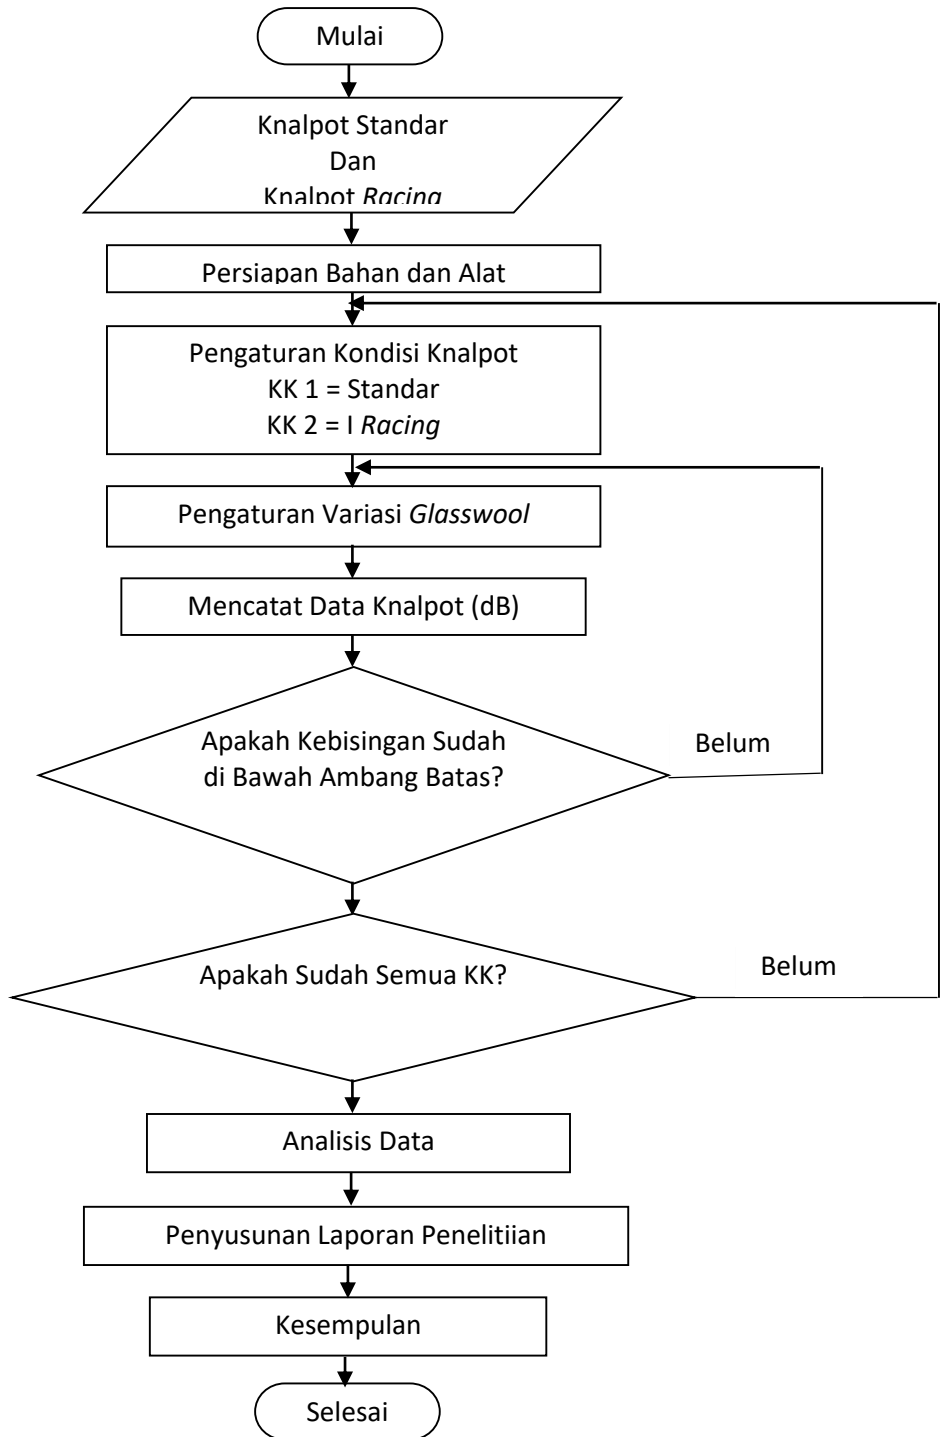 Mulai
Knalpot Standar
Dan
Knalpot Racing
Persiapan Bahan dan Alat
Pengaturan Kondisi Knalpot
KK 1 = Standar
KK 2 = I Racing
Pengaturan Variasi Glasswool
Mencatat Data Knalpot (dB)
Apakah Kebisingan Sudah
di Bawah Ambang Batas?
Belum
Apakah Sudah Semua KK?
Belum
Analisis Data
Penyusunan Laporan Penelitiian
Kesempulan
Selesai